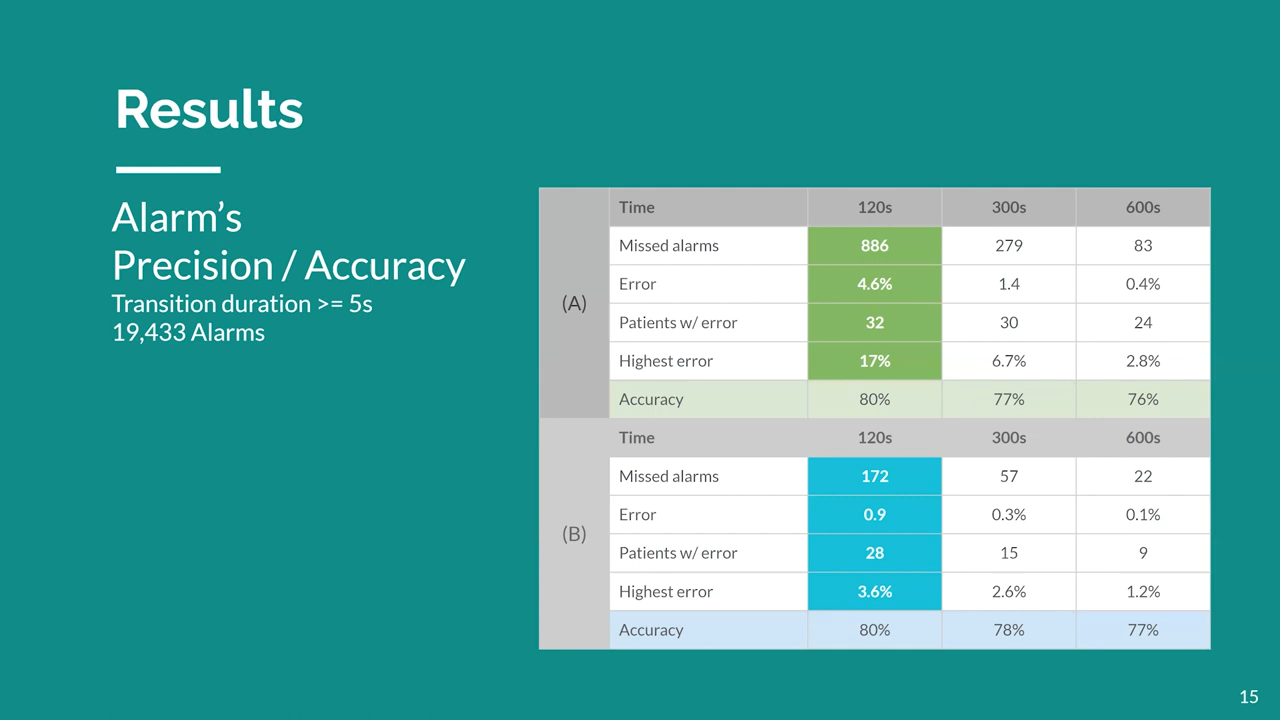 Results
Alarm’s
Precision / Accuracy
Transition duration >= 5s
19,433 Alarms
(A)
Time 120s 300s 600s
Missed alarms 886 279 83
Error 4.6% 1.4 0.4%
Patients w/ error 32 30 24
Highest error 17% 6.7% 2.8%
Accuracy 80% 77% 76%
(B)
Time 120s 300s 600s
Missed alarms 172 57 22
Error 0.9 0.3% 0.1%
Patients w/ error 28 15 9
Highest error 3.6% 2.6% 1.2%
Accuracy 80% 78% 77%
15